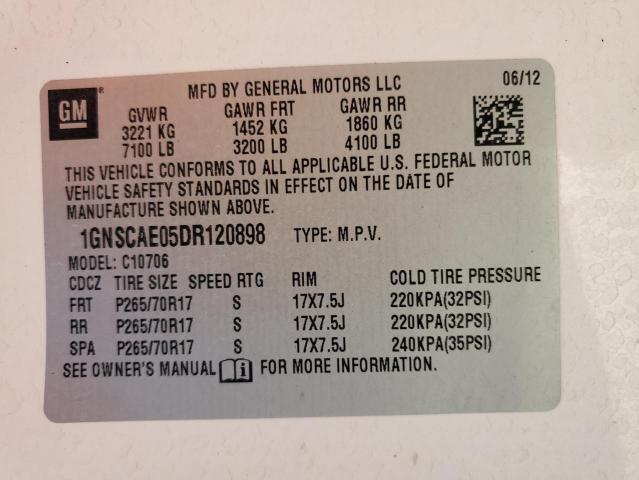 MFD BY GENERAL MOTORS LLC 06/12
GM®
GVWR GAWR FRT GAWR RR
3221 KG 1452 KG 1860 KG
7100 LB 3200 LB 4100 LB
THIS VEHICLE CONFORMS TO ALL APPLICABLE U.S. FEDERAL MOTOR
VEHICLE SAFETY STANDARDS IN EFFECT ON THE DATE OF
MANUFACTURE SHOWN ABOVE.
1GNSCAE05DR120898 TYPE: M.P.V.
MODEL: C10706
CDCZ TIRE SIZE SPEED RTG RIM COLD TIRE PRESSURE
FRT P265/70R17 S 17X7.5J 220KPA(32PSI)
RR P265/70R17 S 17X7.5J 220KPA(32PSI)
SPA P265/70R17 S 17X7.5J 240KPA(35PSI)
SEE OWNER'S MANUAL i FOR MORE INFORMATION.